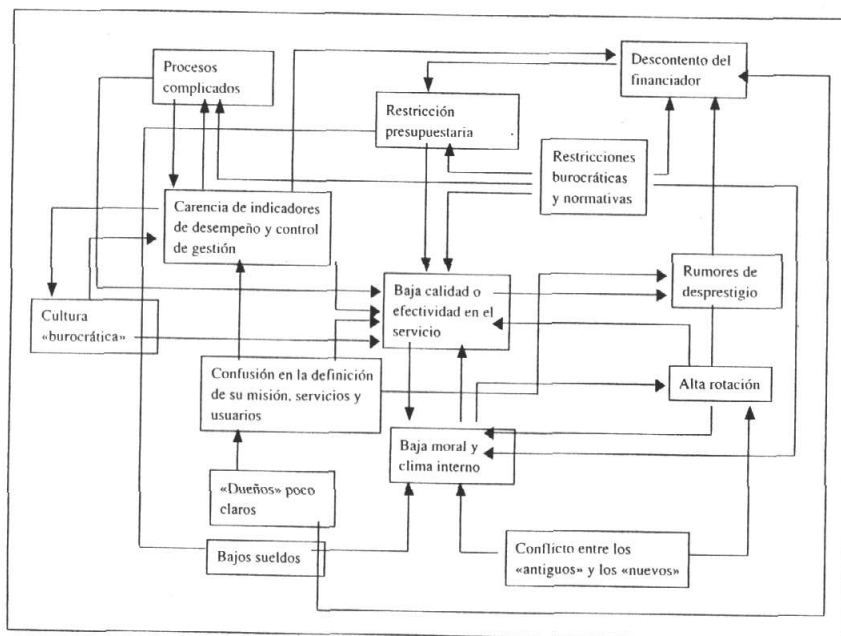 Procesos
complicados
Descontento del
financiador
Restricción
presupuestaria
Restricciones
burocráticas
y normativas
Carencia de indicadores
de desempeño y control
de gestión
Baja calidad o
efectividad en el
servicio
Rumores de
desprestigio
Cultura
«burocrática»
Confusión en la definición
de su misión, servicios y
usuarios
Alta rotación
Baja moral y
clima interno
«Dueños» poco
claros
Bajos sueldos
Conflicto entre los
«antiguos» y los «nuevos»